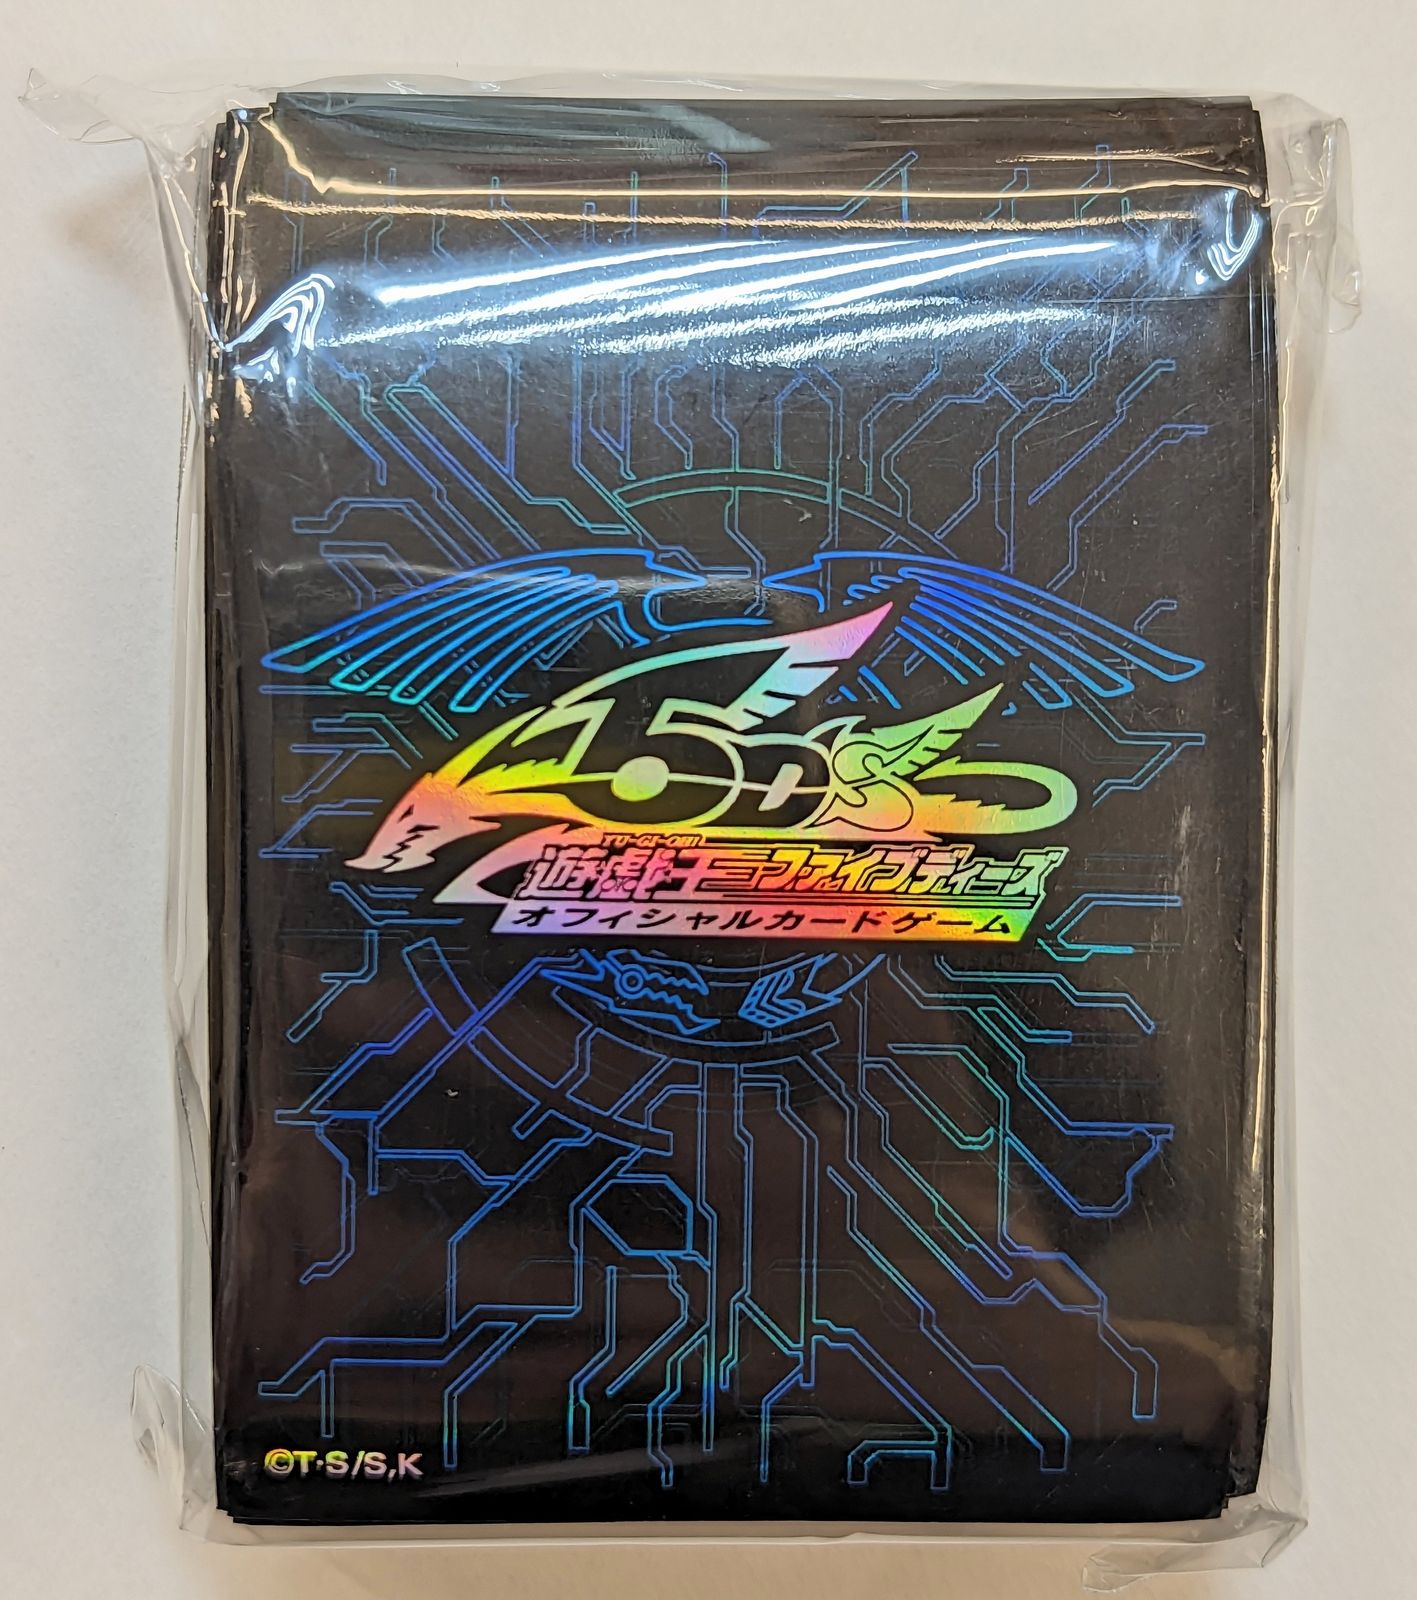 5D's
YU-GI-OH!
遊戯王ファイブディーズ
オフィシャルカードゲーム
©T·S/S,K